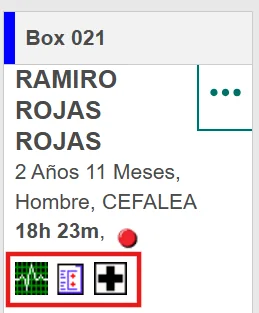 Box 021
RAMIRO
ROJAS
ROJAS
2 Años 11 Meses,
Hombre, CEFALEA
18h 23m,